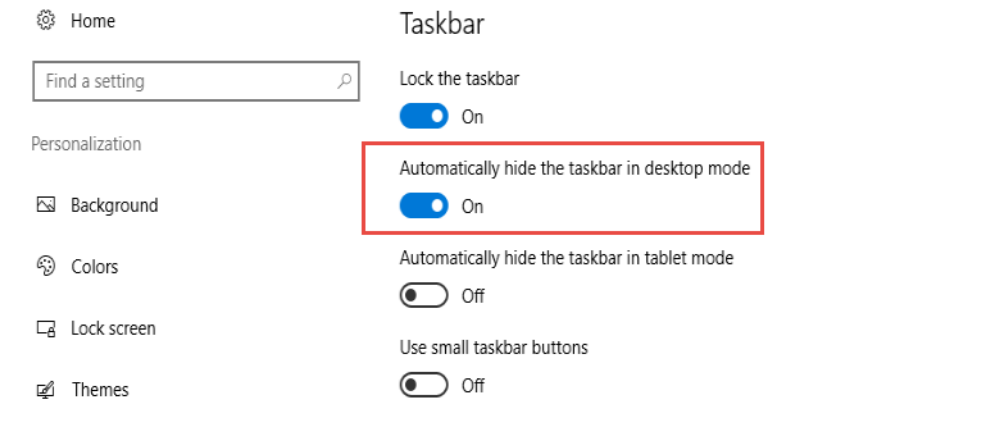 Home
Find a setting
Personalization
Background
Colors
Lock screen
Themes
Taskbar
Lock the taskbar
On
Automatically hide the taskbar in desktop mode
On
Automatically hide the taskbar in tablet mode
Off
Use small taskbar buttons
Off